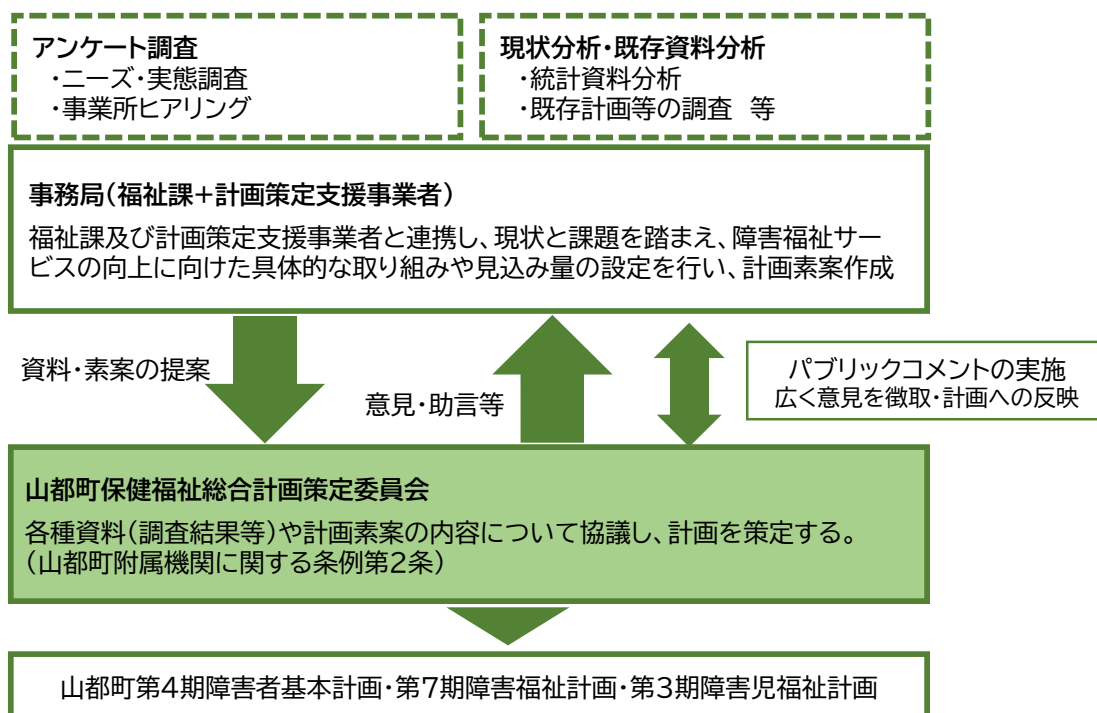 アンケート調査
・ニーズ・実態調査
・事業所ヒアリング
現状分析・既存資料分析
・統計資料分析
・既存計画等の調査　等
事務局（福祉課＋計画策定支援事業者）
福祉課及び計画策定支援事業者と連携し、現状と課題を踏まえ、障害福祉サー
ビスの向上に向けた具体的な取り組みや見込み量の設定を行い、計画素案作成
資料・素案の提案
意見・助言等
パブリックコメントの実施
広く意見を徴取・計画への反映
山都町保健福祉総合計画策定委員会
各種資料（調査結果等）や計画素案の内容について協議し、計画を策定する。
（山都町附属機関に関する条例第2条）
山都町第4期障害者基本計画・第7期障害福祉計画・第3期障害児福祉計画